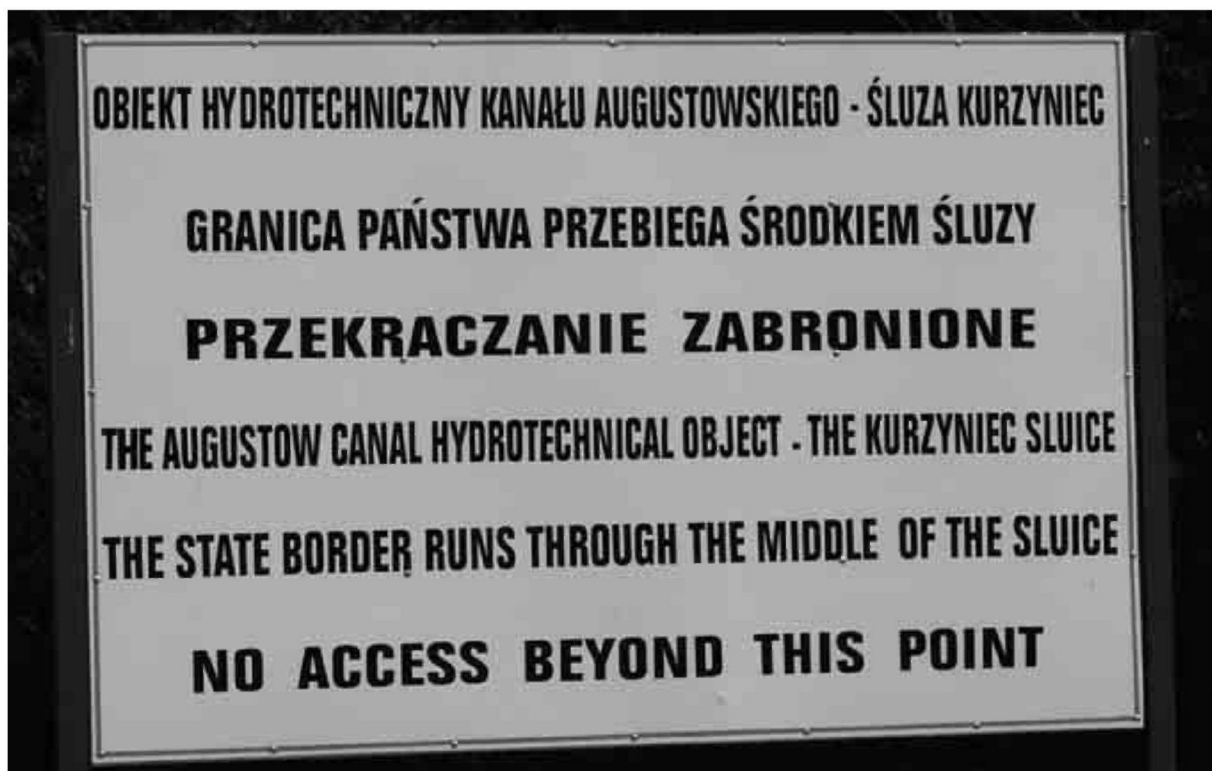 OBIEKT HYDROTECHNICZNY KANAŁU AUGUSTOWSKIEGO - ŚLUZA KURZYNIEC
GRANICA PAŃSTWA PRZEBIEGA ŚRODKIEM ŚLUZY
PRZEKRACZANIE ZABRONIONE
THE AUGUSTOW CANAL HYDROTECHNICAL OBJECT - THE KURZYNIEC SLUICE
THE STATE BORDER RUNS THROUGH THE MIDDLE OF THE SLUICE
NO ACCESS BEYOND THIS POINT